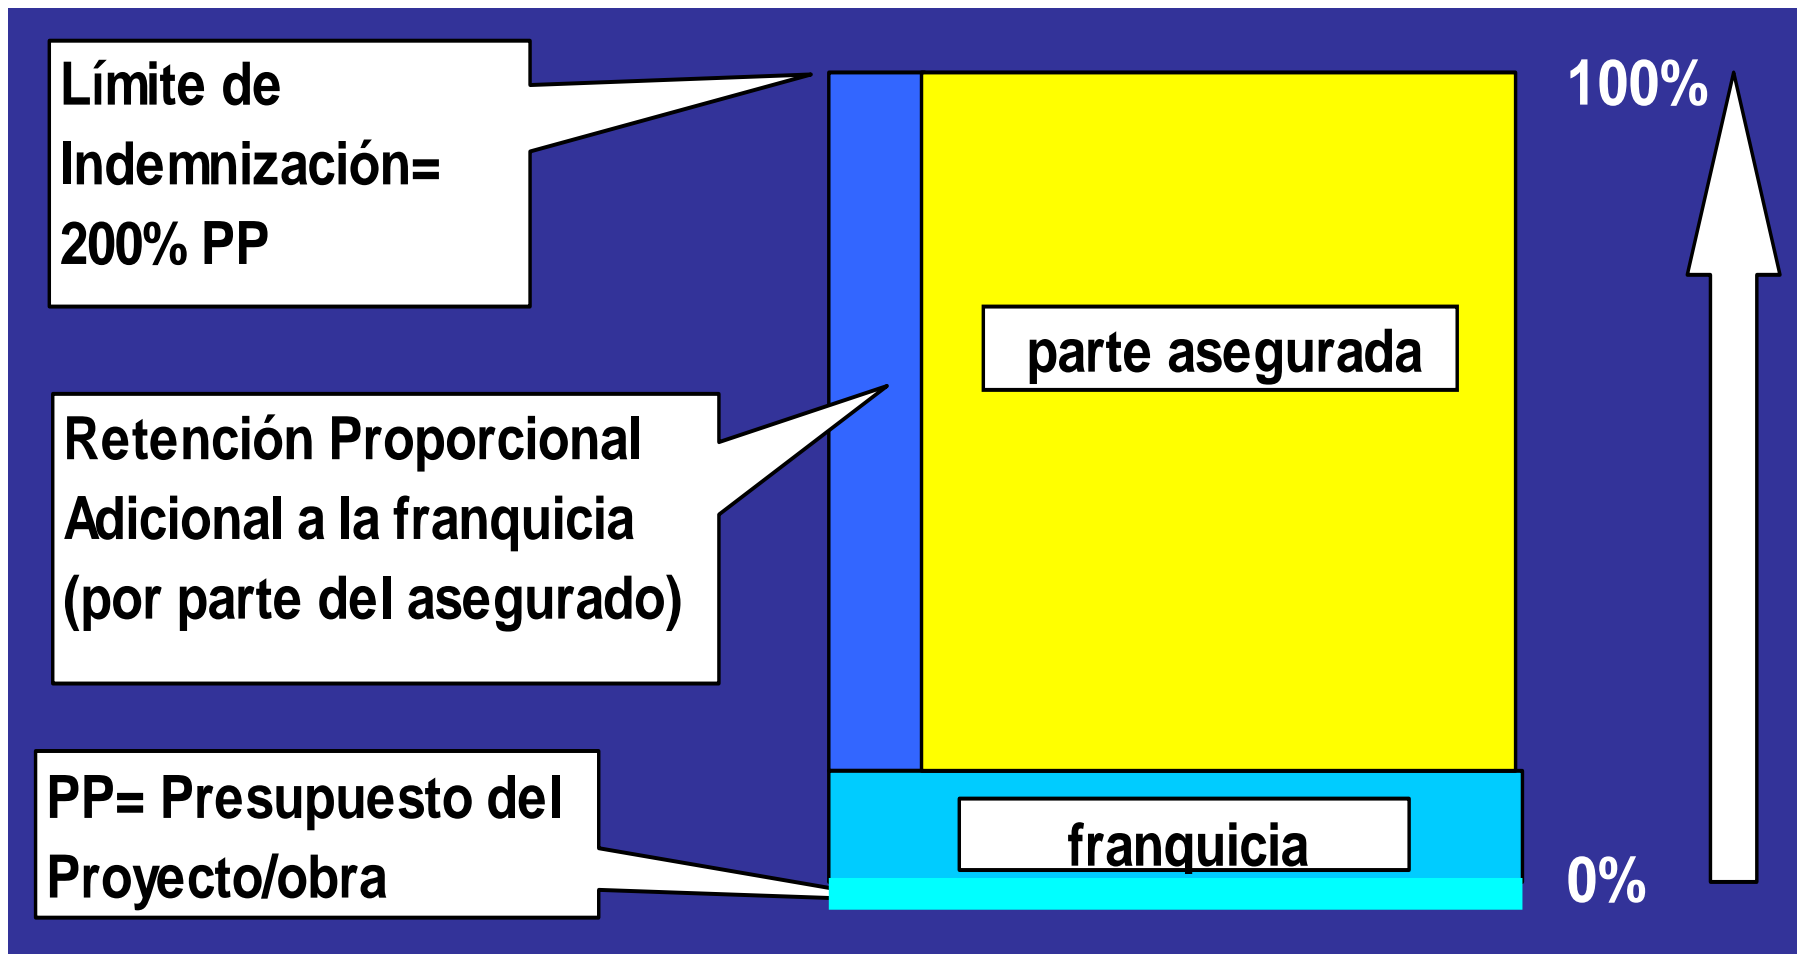 Límite de
Indemnización=
200% PP
100%
parte asegurada
Retención Proporcional
Adicional a la franquicia
(por parte del asegurado)
PP= Presupuesto del
Proyecto/obra
franquicia
0%